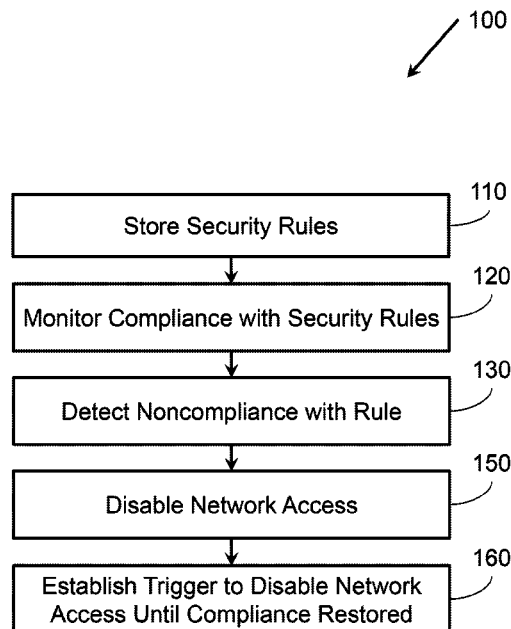 100
110
Store Security Rules
120
Monitor Compliance with Security Rules
130
Detect Noncompliance with Rule
150
Disable Network Access
160
Establish Trigger to Disable Network
Access Until Compliance Restored